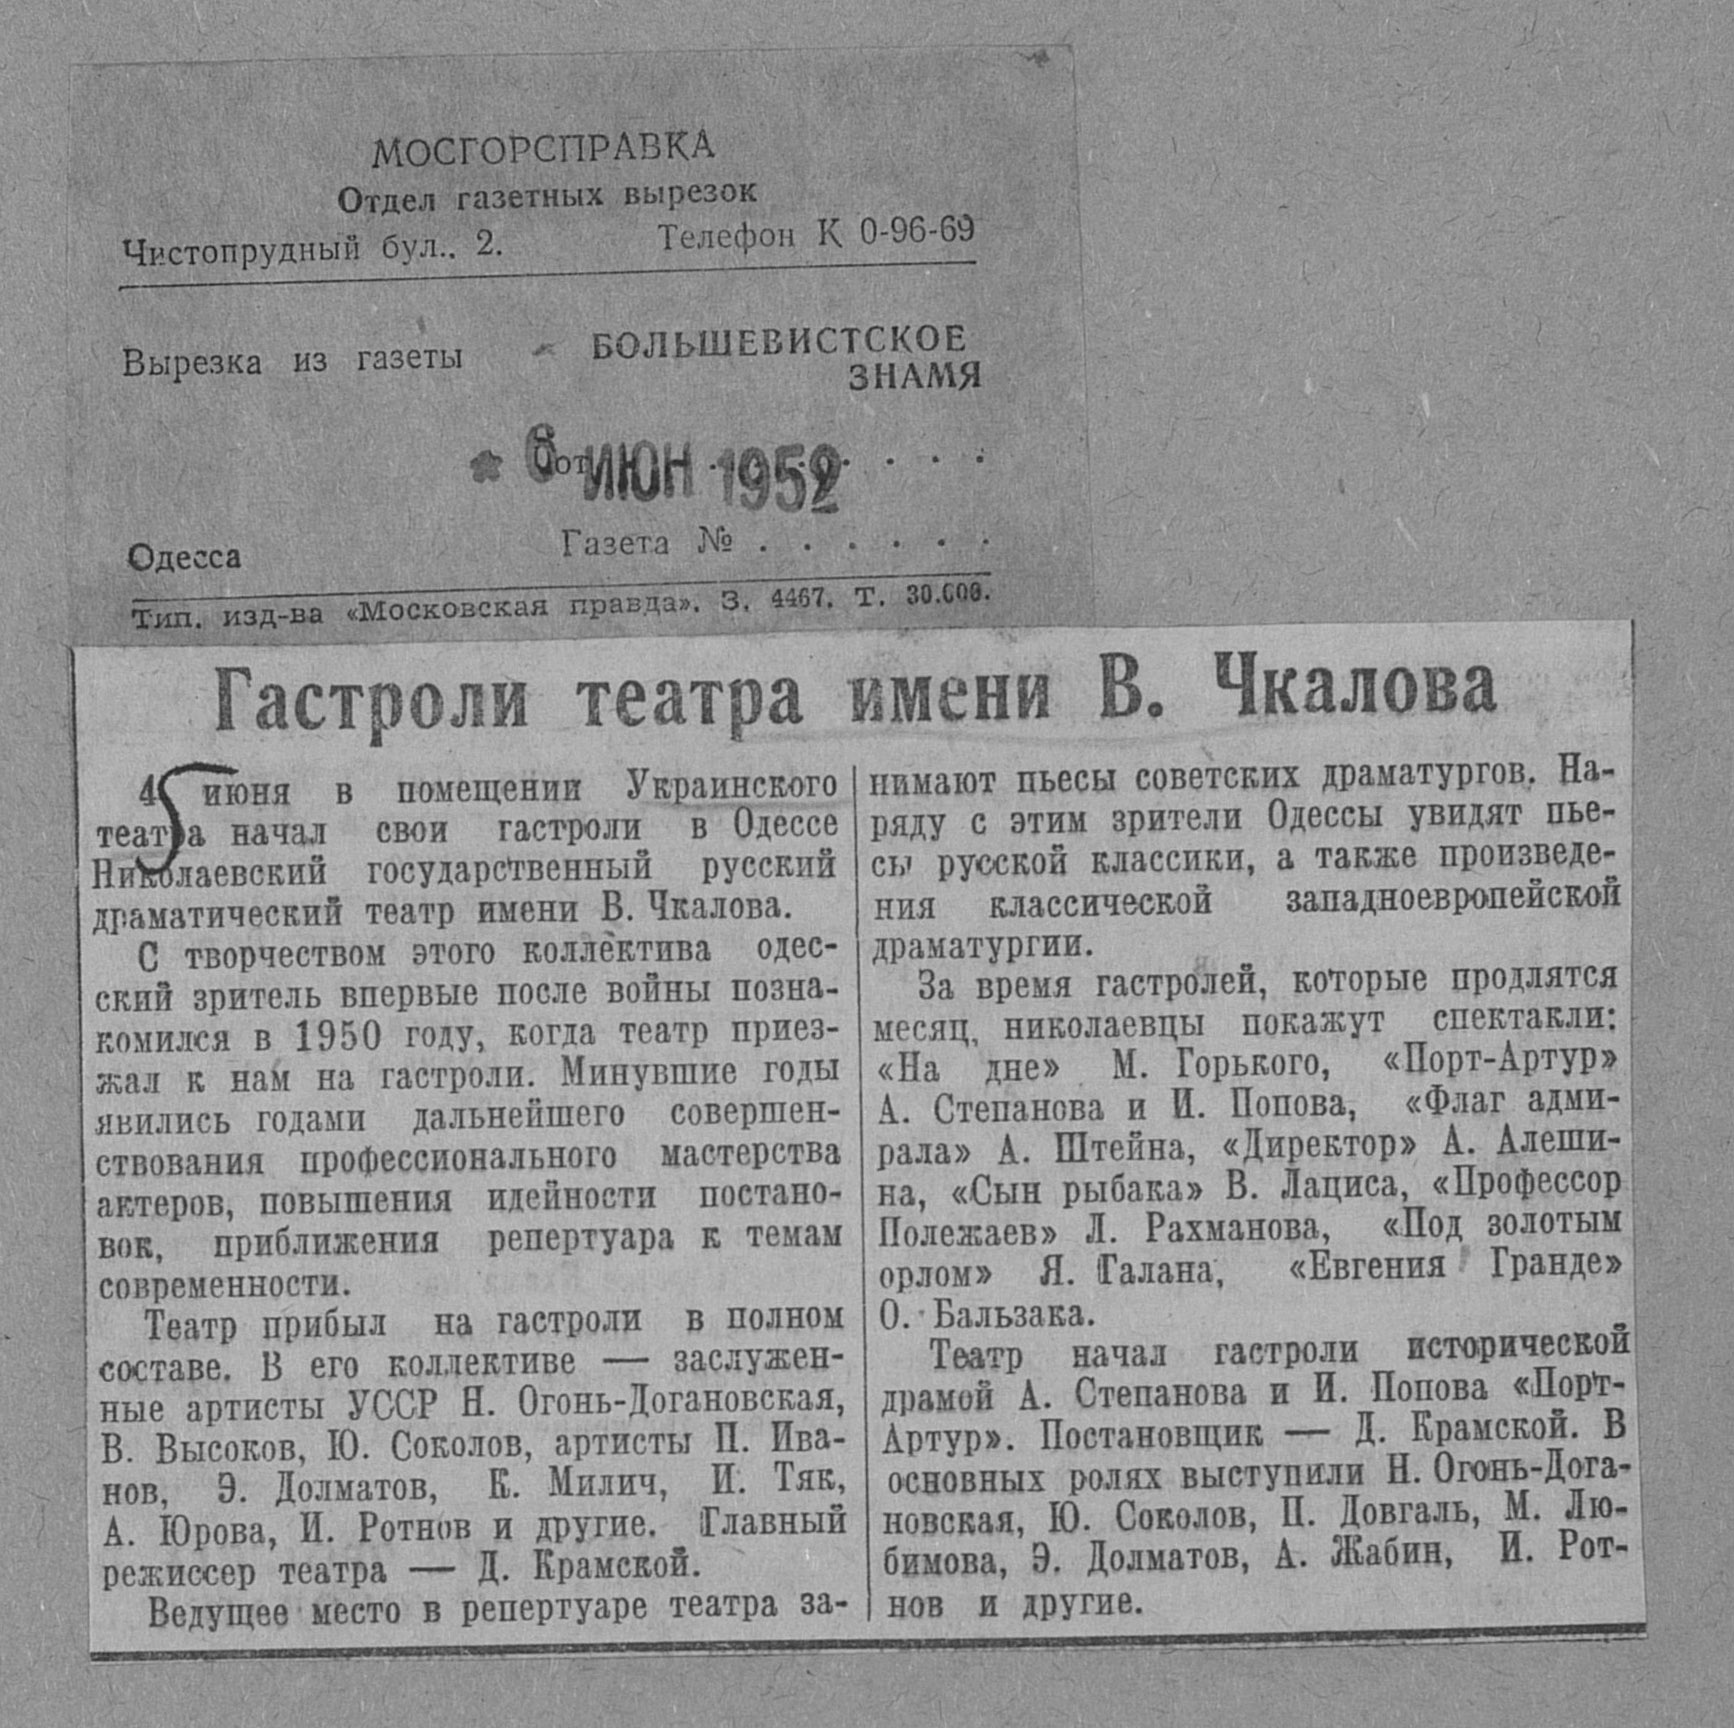 МОСГОРСПРАВКА
Отдел газетных вырезок
Чистопрудный бул.. 2. Телефон К 0-96-69
Вырезка из газеты БОЛЬШЕВИСТСКОЕ
ЗНАМЯ
от ИЮН 1952 . . . .
Одесса Газета № . . . . . .
Тип. изд-ва «Московская правда». З. 4467. Т. 30.000.
Гастроли театра имени В. Чкалова
4 июня в помещении Украинского
театра начал свои гастроли в Одессе
Николаевский государственный русский
драматический театр имени В. Чкалова.
С творчеством этого коллектива одес-
ский зритель впервые после войны позна-
комился в 1950 году, когда театр приез-
жал к нам на гастроли. Минувшие годы
явились годами дальнейшего совершен-
ствования профессионального мастерства
актеров, повышения идейности постано-
вок, приближения репертуара к темам
современности.
Театр прибыл на гастроли в полном
составе. В его коллективе — заслужен-
ные артисты УССР Н. Огонь-Догановская,
В. Высоков, Ю. Соколов, артисты П. Ива-
нов, Э. Долматов, К. Милич, И. Тяк,
А. Юрова, И. Ротнов и другие. Главный
режиссер театра — Д. Крамской.
Ведущее место в репертуаре театра за-
нимают пьесы советских драматургов. На-
ряду с этим зрители Одессы увидят пье-
сы русской классики, а также произведе-
ния классической западноевропейской
драматургии.
За время гастролей, которые продлятся
месяц, николаевцы покажут спектакли:
«На дне» М. Горького, «Порт-Артур»
А. Степанова и И. Попова, «Флаг адми-
рала» А. Штейна, «Директор» А. Алеши-
на, «Сын рыбака» В. Лациса, «Профессор
Полежаев» Л. Рахманова, «Под золотым
орлом» Я. Галана, «Евгения Гранде»
О. Бальзака.
Театр начал гастроли исторической
драмой А. Степанова и И. Попова «Порт-
Артур». Постановщик — Д. Крамской. В
основных ролях выступили Н. Огонь-Дога-
новская, Ю. Соколов, П. Довгаль, М. Лю-
бимова, Э. Долматов, А. Жабин, И. Рот-
нов и другие.